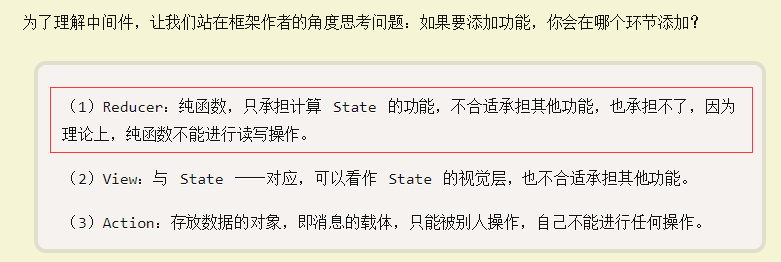 为了理解中间件，让我们站在框架作者的角度思考问题：如果要添加功能，你会在哪个环节添加？
（1）Reducer：纯函数，只承担计算 State 的功能，不合适承担其他功能，也承担不了，因为
理论上，纯函数不能进行读写操作。
（2）View：与 State 一一对应，可以看作 State 的视觉层，也不合适承担其他功能。
（3）Action：存放数据的对象，即消息的载体，只能被别人操作，自己不能进行任何操作。